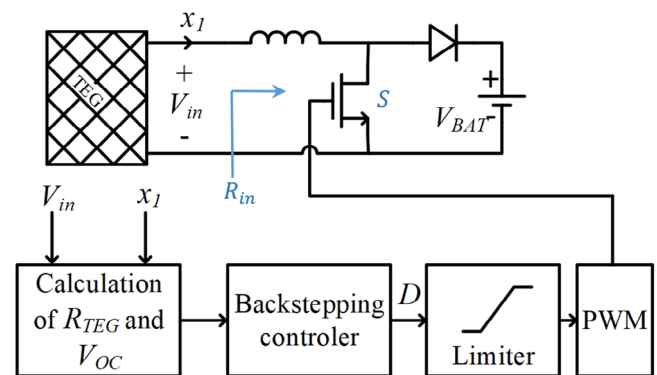 x1
TEG
+
Vin
-
Rin
S
+
VBAT
-
Vin
x1
Calculation
of RTEG and
VOC
Backstepping
controler
D
Limiter
PWM